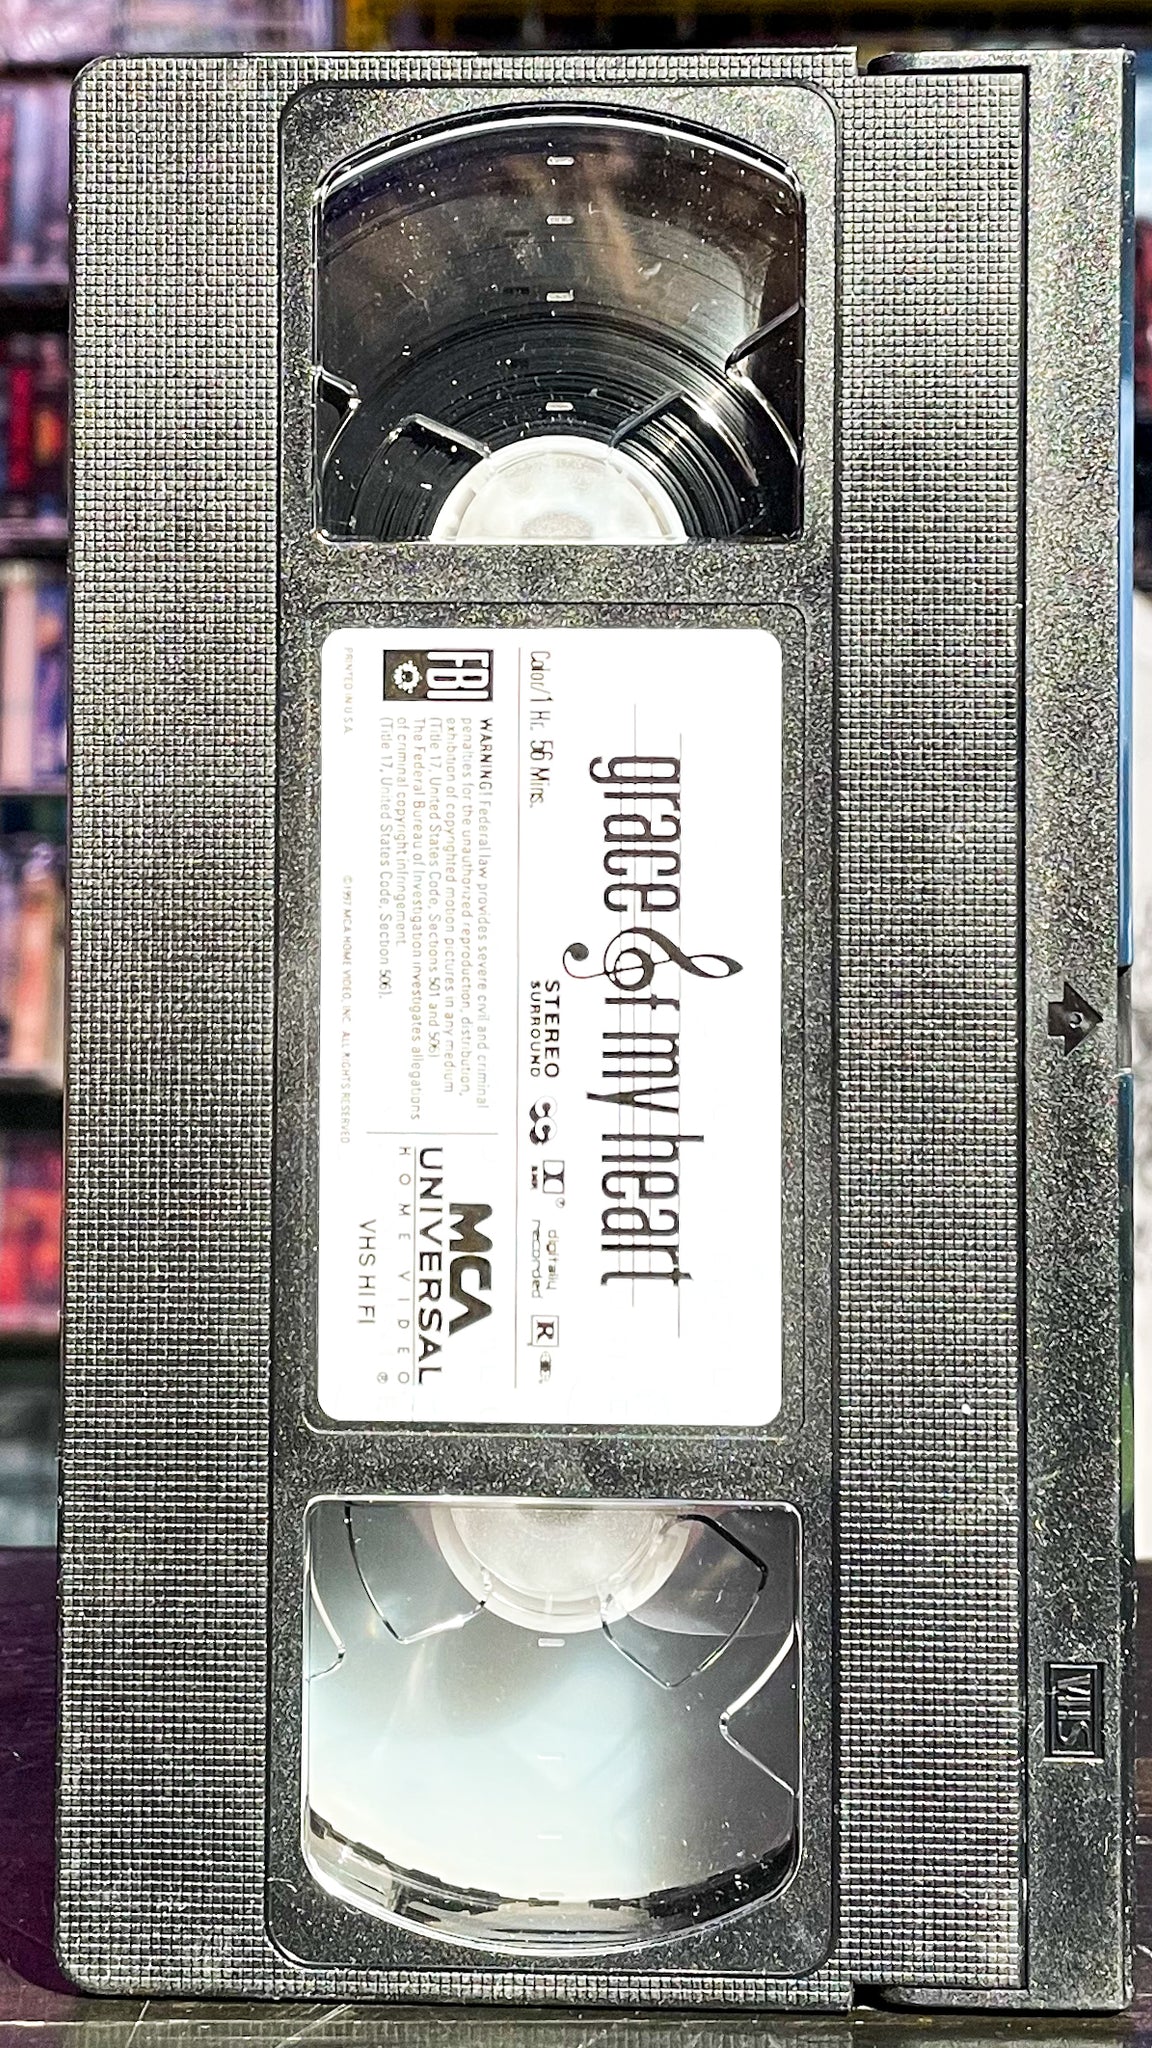 grace of my heart
Color/1 Hr. 56 Mins.
STEREO
SURROUND
digitally
recorded
R
FBI
WARNING! Federal law provides severe civil and criminal
penalties for the unauthorized reproduction, distribution,
exhibition of copyrighted motion pictures in any medium
(Title 17, United States Code, Sections 501 and 506)
The Federal Bureau of Investigation investigates allegations
of criminal copyright infringement
(Title 17, United States Code, Section 506).
MCA
UNIVERSAL
HOME VIDEO ®
VHS HI FI
PRINTED IN U.S.A.
©1997 MCA HOME VIDEO, INC. ALL RIGHTS RESERVED
VHS